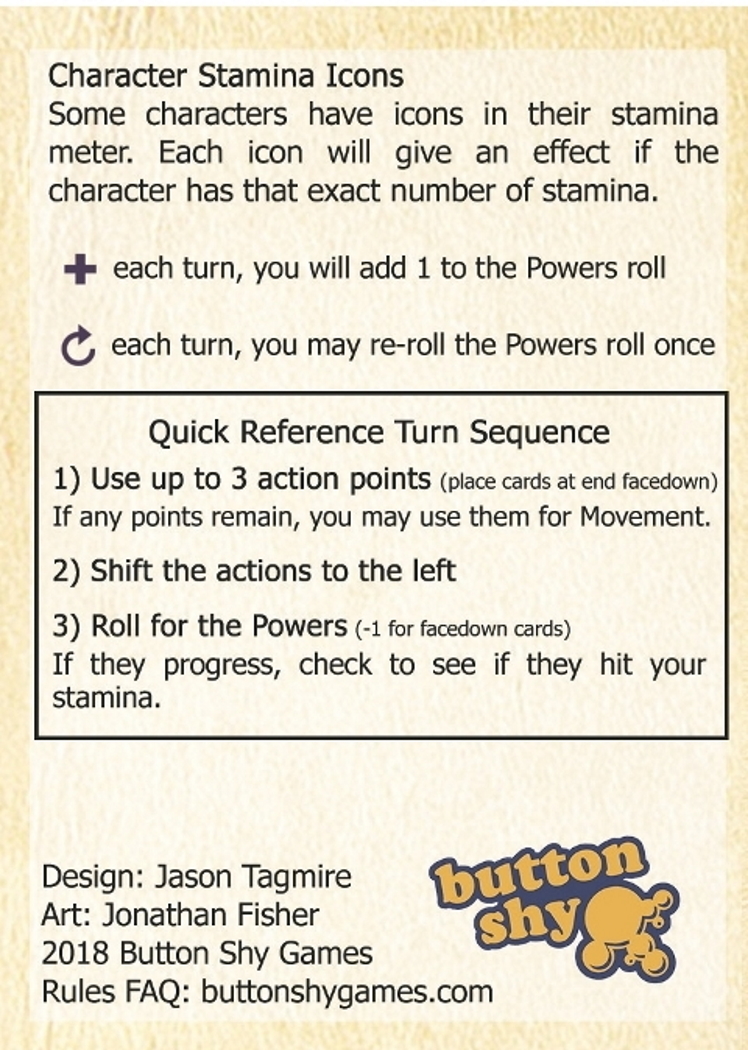 Character Stamina Icons
Some characters have icons in their stamina
meter. Each icon will give an effect if the
character has that exact number of stamina.
each turn, you will add 1 to the Powers roll
each turn, you may re-roll the Powers roll once
Quick Reference Turn Sequence
1) Use up to 3 action points (place cards at end facedown)
If any points remain, you may use them for Movement.
2) Shift the actions to the left
3) Roll for the Powers (-1 for facedown cards)
If they progress, check to see if they hit your
stamina.
Design: Jason Tagmire
Art: Jonathan Fisher
2018 Button Shy Games
Rules FAQ: buttonshygames.com
button
shy